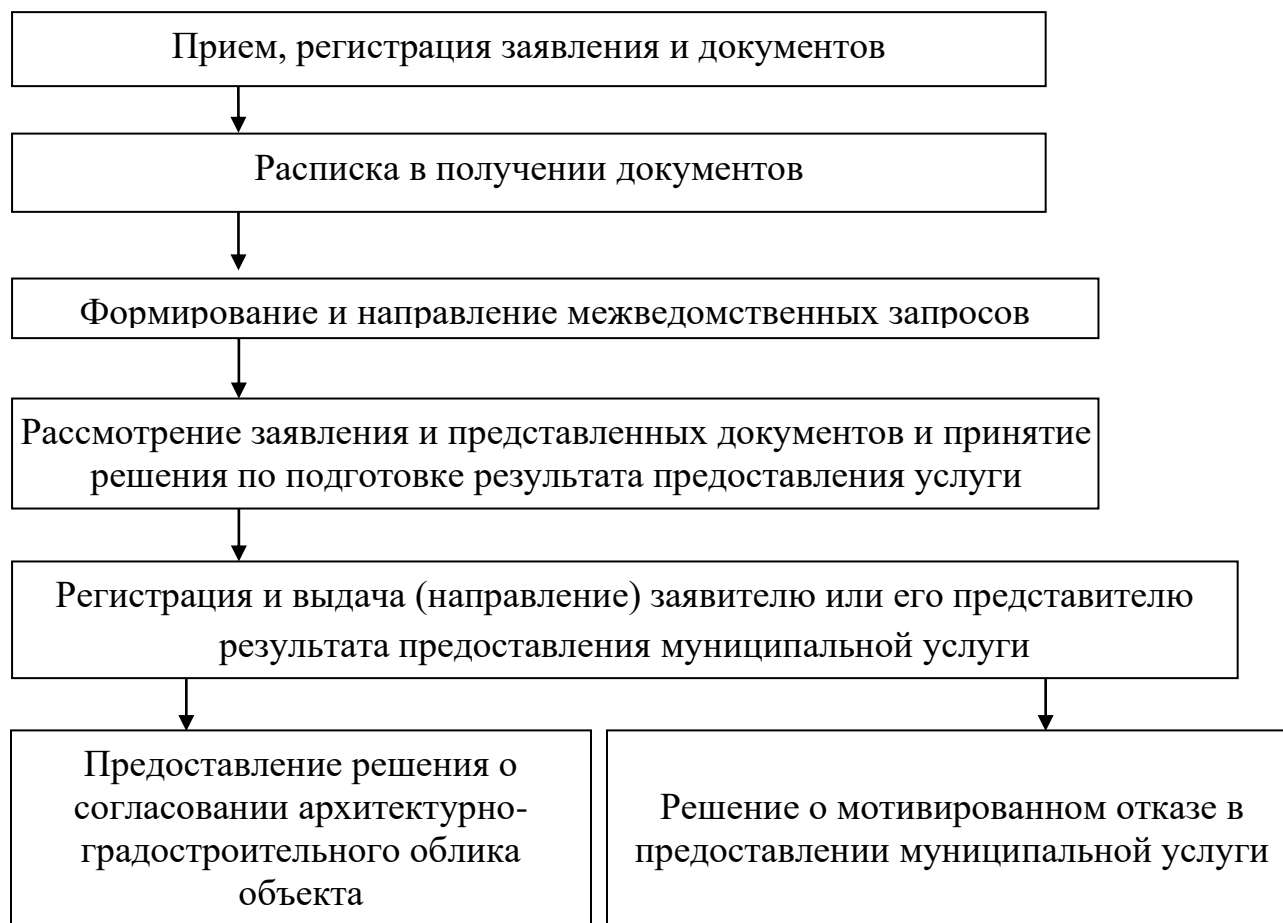 Прием, регистрация заявления и документов
Расписка в получении документов
Формирование и направление межведомственных запросов
Рассмотрение заявления и представленных документов и принятие
решения по подготовке результата предоставления услуги
Регистрация и выдача (направление) заявителю или его представителю
результата предоставления муниципальной услуги
Предоставление решения о
согласовании архитектурно-
градостроительного облика
объекта
Решение о мотивированном отказе в
предоставлении муниципальной услуги